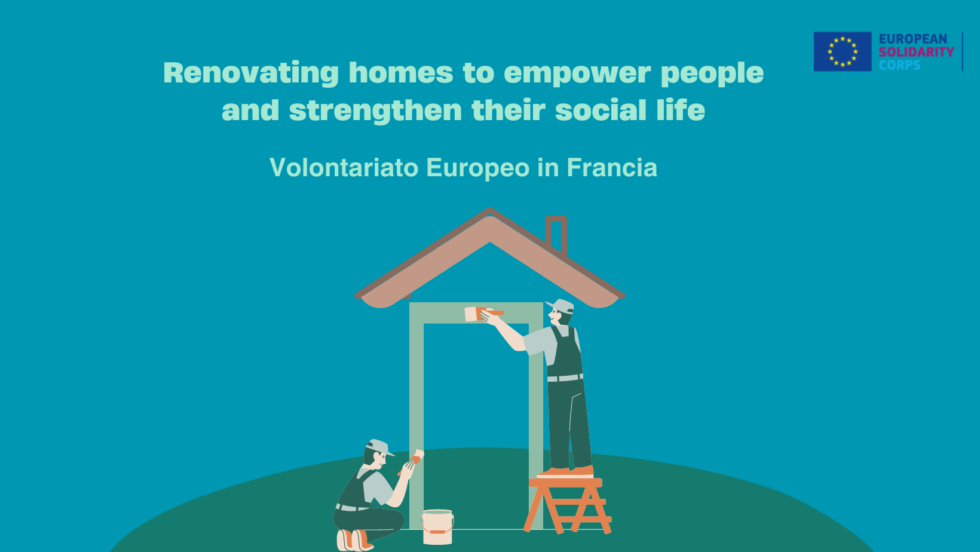 EUROPEAN
SOLIDARITY
CORPS
Renovating homes to empower people
and strengthen their social life
Volontariato Europeo in Francia